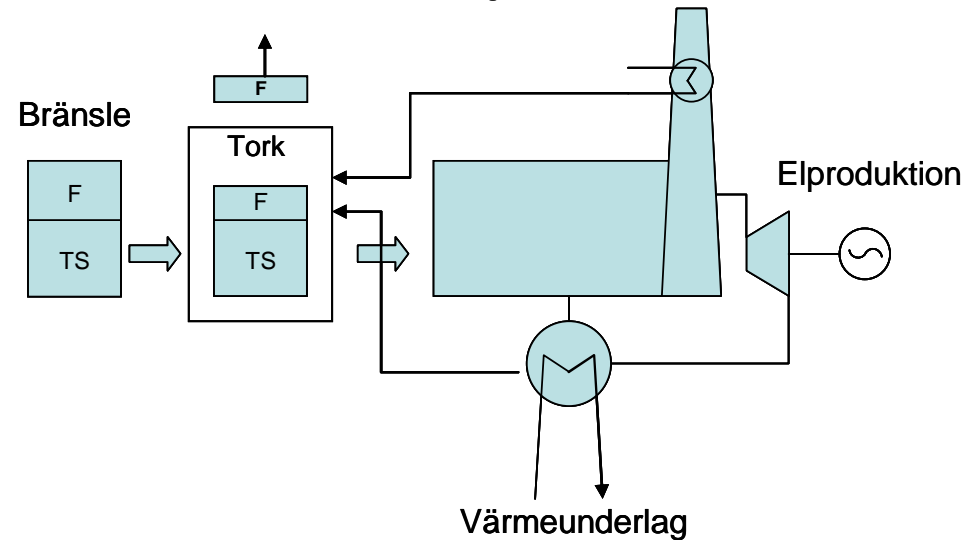 F
Bränsle
Tork
F
TS
F
TS
Elproduktion
Värmeunderlag